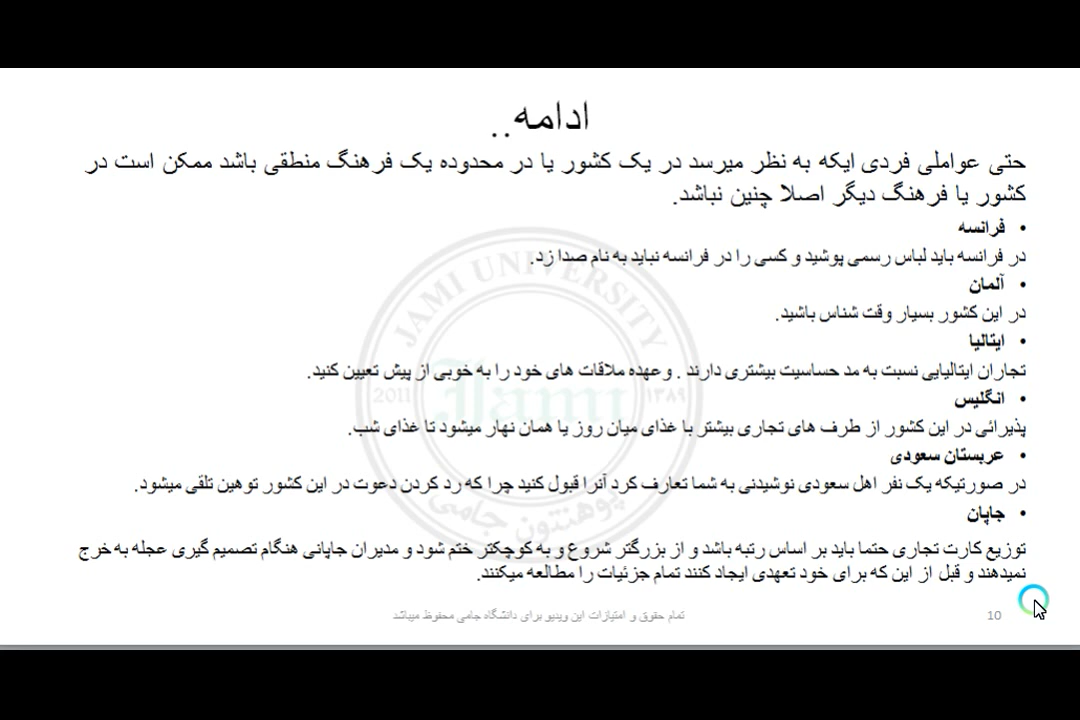 ادامه..
حتی عواملی فردی ایکه به نظر میرسد در یک کشور یا در محدوده یک فرهنگ منطقی باشد ممکن است در
کشور یا فرهنگ دیگر اصلا چنین نباشد.
• فرانسه
در فرانسه باید لباس رسمی پوشید و کسی را در فرانسه نباید به نام صدا زد.
• آلمان
در این کشور بسیار وقت شناس باشید.
• ایتالیا
تجاران ایتالیایی نسبت به مد حساسیت بیشتری دارند . وعهده ملاقات های خود را به خوبی از پیش تعیین کنید.
• انگلیس
پذیرائی در این کشور از طرف های تجاری بیشتر با غذای میان روز یا همان نهار میشود تا غذای شب.
• عربستان سعودی
در صورتیکه یک نفر اهل سعودی نوشیدنی به شما تعارف کرد آنرا قبول کنید چرا که رد کردن دعوت در این کشور توهین تلقی میشود.
• جاپان
توزیع کارت تجاری حتما باید بر اساس رتبه باشد و از بزرگتر شروع و به کوچکتر ختم شود و مدیران جاپانی هنگام تصمیم گیری عجله به خرج
نمیدهند و قبل از این که برای خود تعهدی ایجاد کنند تمام جزئیات را مطالعه میکنند.
JAMI UNIVERSITY
2011
Jami
۱۳۸۹
پوهنتون جامی
تمام حقوق و امتیازات این ویدیو برای دانشگاه جامی محفوظ میباشد
10